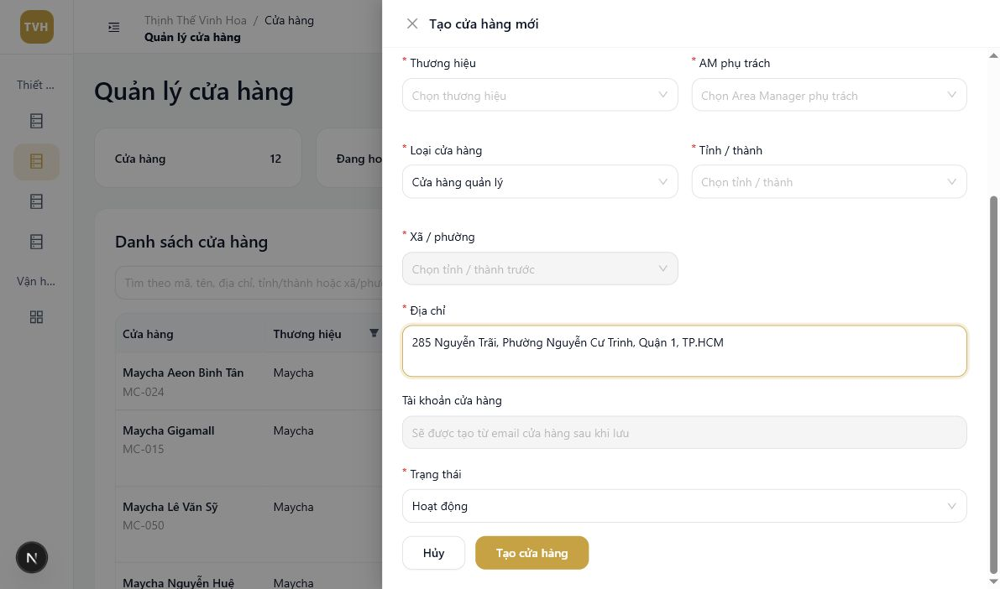 TVH
Thịnh Thế Vinh Hoa / Cửa hàng
Quản lý cửa hàng
Thiết ...
Vận h...
N
Quản lý cửa hàng
Cửa hàng 12
Đang ho
Danh sách cửa hàng
Tìm theo mã, tên, địa chỉ, tỉnh/thành hoặc xã/phư
Cửa hàng Thương hiệu
Maycha Aeon Bình Tân Maycha
MC-024
Maycha Gigamall Maycha
MC-015
Maycha Lê Văn Sỹ Maycha
MC-050
Maycha Nguyễn Huệ Maycha
Tạo cửa hàng mới
* Thương hiệu
Chọn thương hiệu
* AM phụ trách
Chọn Area Manager phụ trách
* Loại cửa hàng
Cửa hàng quản lý
* Tỉnh / thành
Chọn tỉnh / thành
* Xã / phường
Chọn tỉnh / thành trước
* Địa chỉ
285 Nguyễn Trãi, Phường Nguyễn Cư Trinh, Quận 1, TP.HCM
Tài khoản cửa hàng
Sẽ được tạo từ email cửa hàng sau khi lưu
* Trạng thái
Hoạt động
Hủy
Tạo cửa hàng